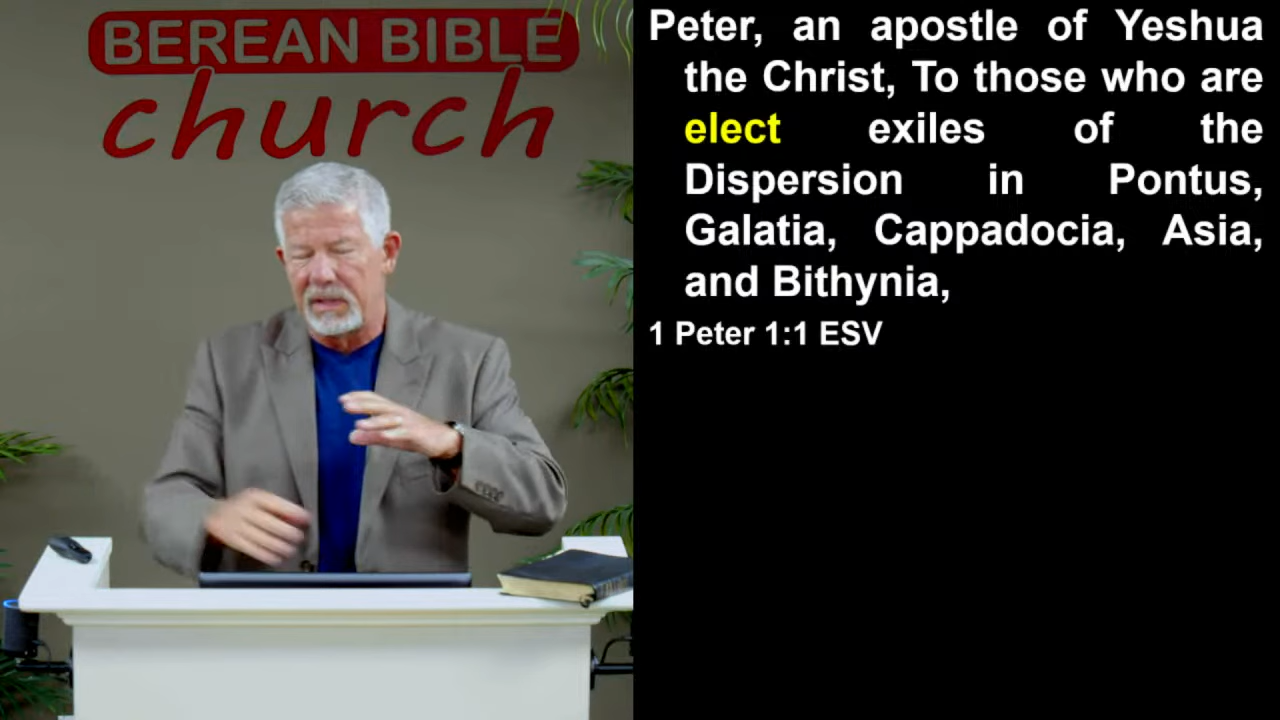 BEREAN BIBLE
church
Peter, an apostle of Yeshua
the Christ, To those who are
elect exiles of the
Dispersion in Pontus,
Galatia, Cappadocia, Asia,
and Bithynia,
1 Peter 1:1 ESV